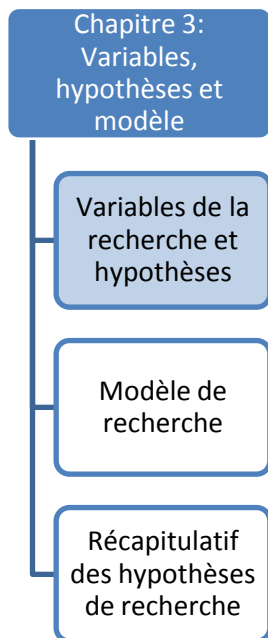 Chapitre 3:
Variables,
hypothèses et
modèle
Variables de la
recherche et
hypothèses
Modèle de
recherche
Récapitulatif
des hypothèses
de recherche